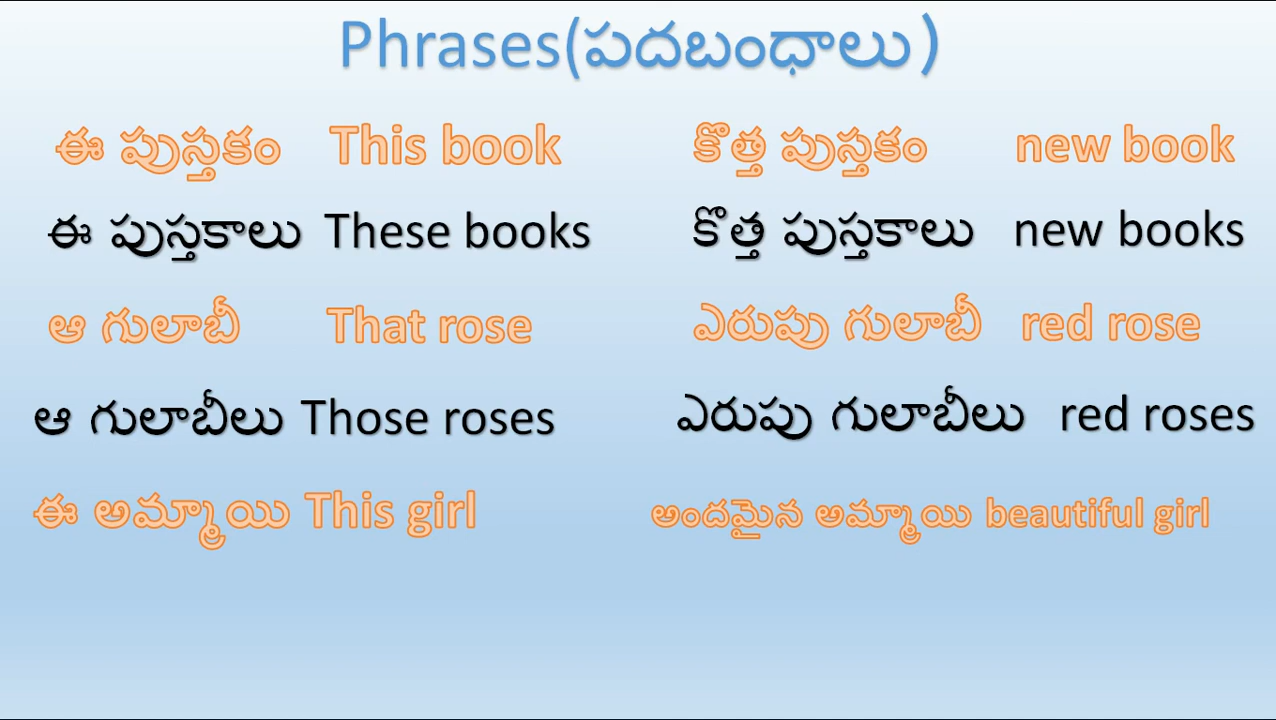 Phrases(పదబంధాలు)
ఈ పుస్తకం This book
కొత్త పుస్తకం new book
ఈ పుస్తకాలు These books
కొత్త పుస్తకాలు new books
ఆ గులాబీ That rose
ఎరుపు గులాబీ red rose
ఆ గులాబీలు Those roses
ఎరుపు గులాబీలు red roses
ఈ అమ్మాయి This girl
అందమైన అమ్మాయి beautiful girl